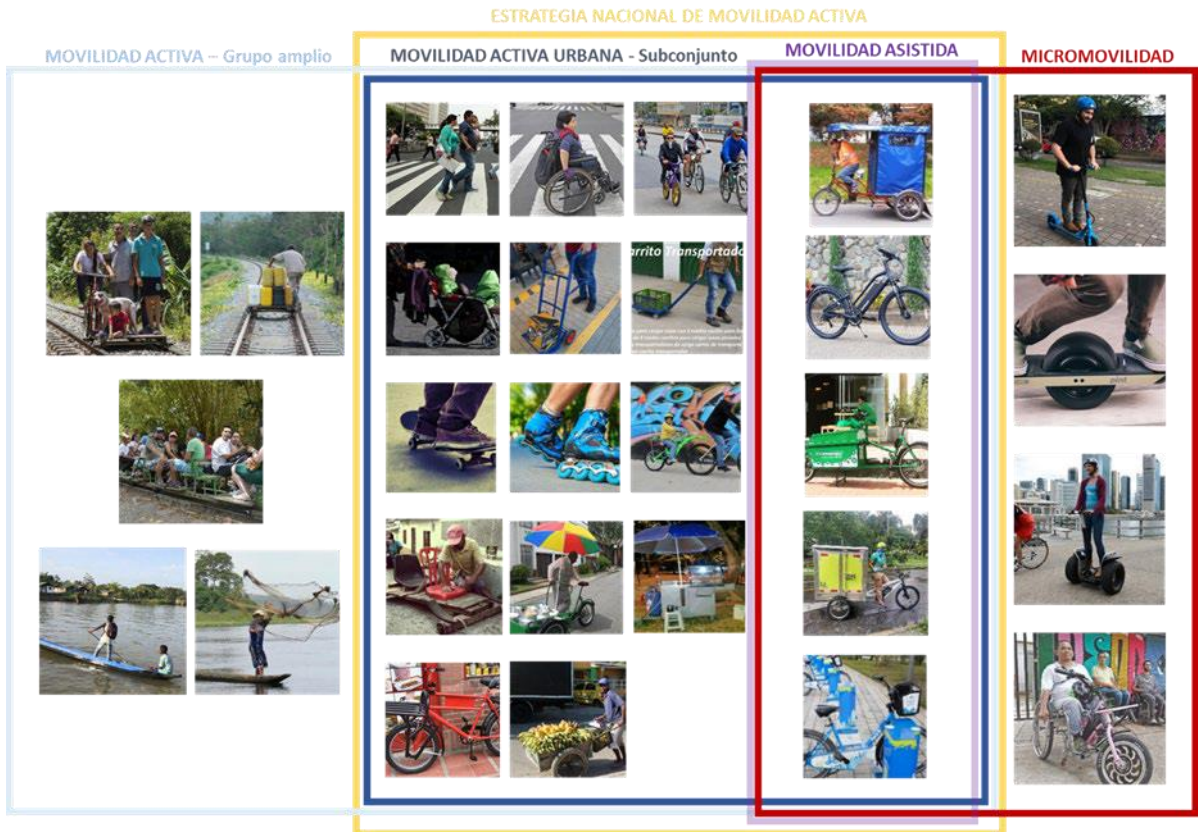 ESTRATEGIA NACIONAL DE MOVILIDAD ACTIVA
MOVILIDAD ACTIVA – Grupo amplio
MOVILIDAD ACTIVA URBANA - Subconjunto
MOVILIDAD ASISTIDA
MICROMOVILIDAD
arrito Transportado